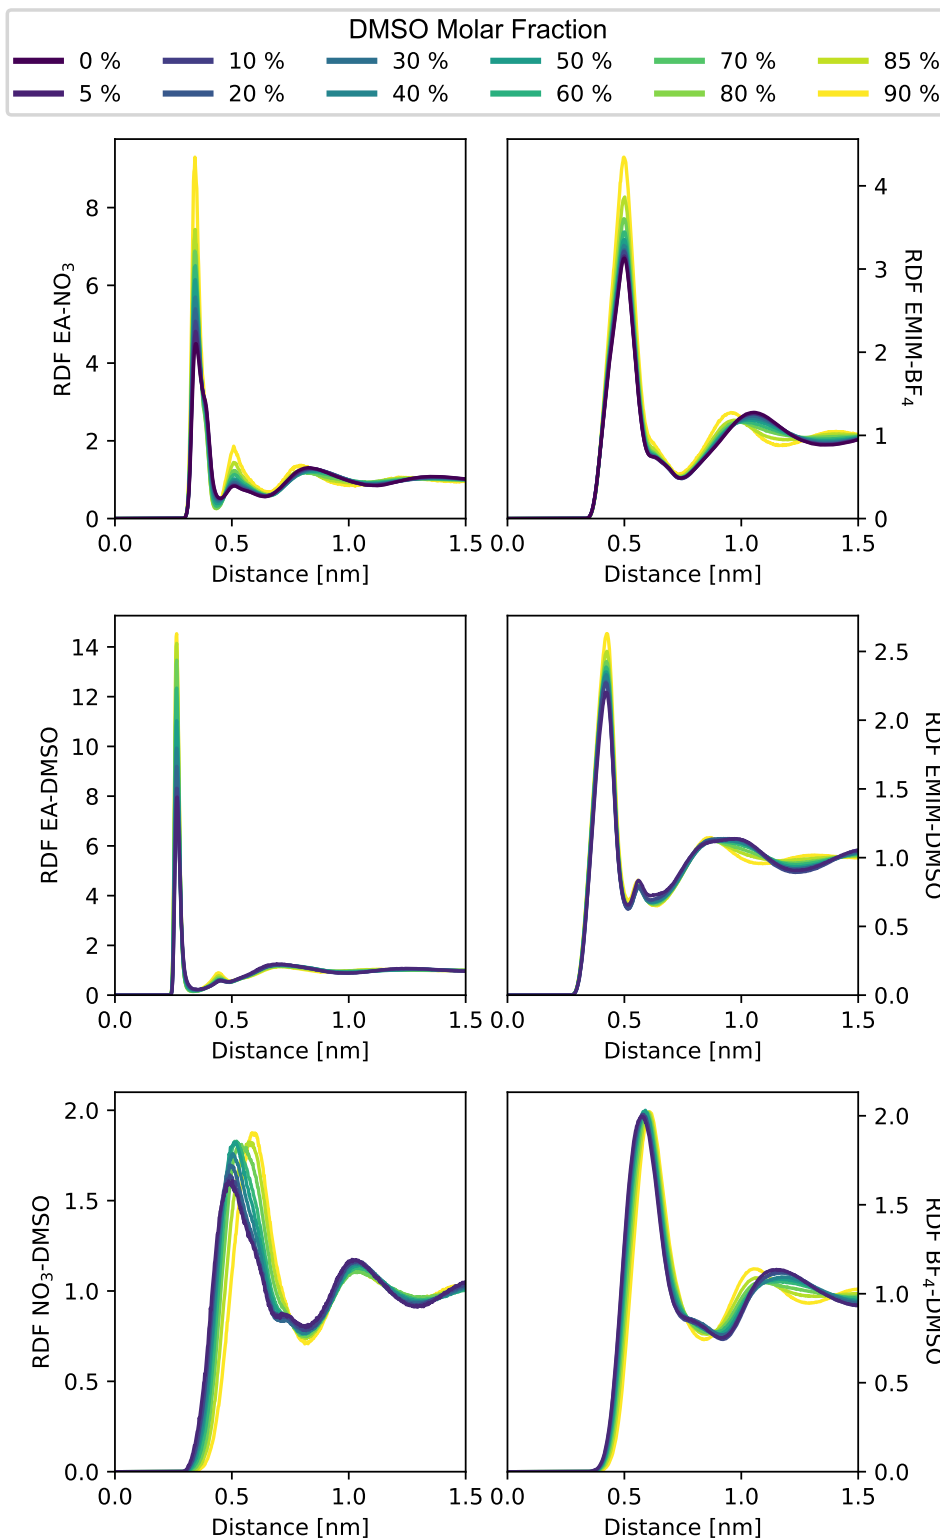 DMSO Molar Fraction
0 % 10 % 30 % 50 % 70 % 85 %
5 % 20 % 40 % 60 % 80 % 90 %
RDF EA-NO3
8
6
4
2
0
0.0 0.5 1.0 1.5
Distance [nm]
RDF EMIM-BF4
4
3
2
1
0
0.0 0.5 1.0 1.5
Distance [nm]
RDF EA-DMSO
14
12
10
8
6
4
2
0
0.0 0.5 1.0 1.5
Distance [nm]
RDF EMIM-DMSO
2.5
2.0
1.5
1.0
0.5
0.0
0.0 0.5 1.0 1.5
Distance [nm]
RDF NO3-DMSO
2.0
1.5
1.0
0.5
0.0
0.0 0.5 1.0 1.5
Distance [nm]
RDF BF4-DMSO
2.0
1.5
1.0
0.5
0.0
0.0 0.5 1.0 1.5
Distance [nm]